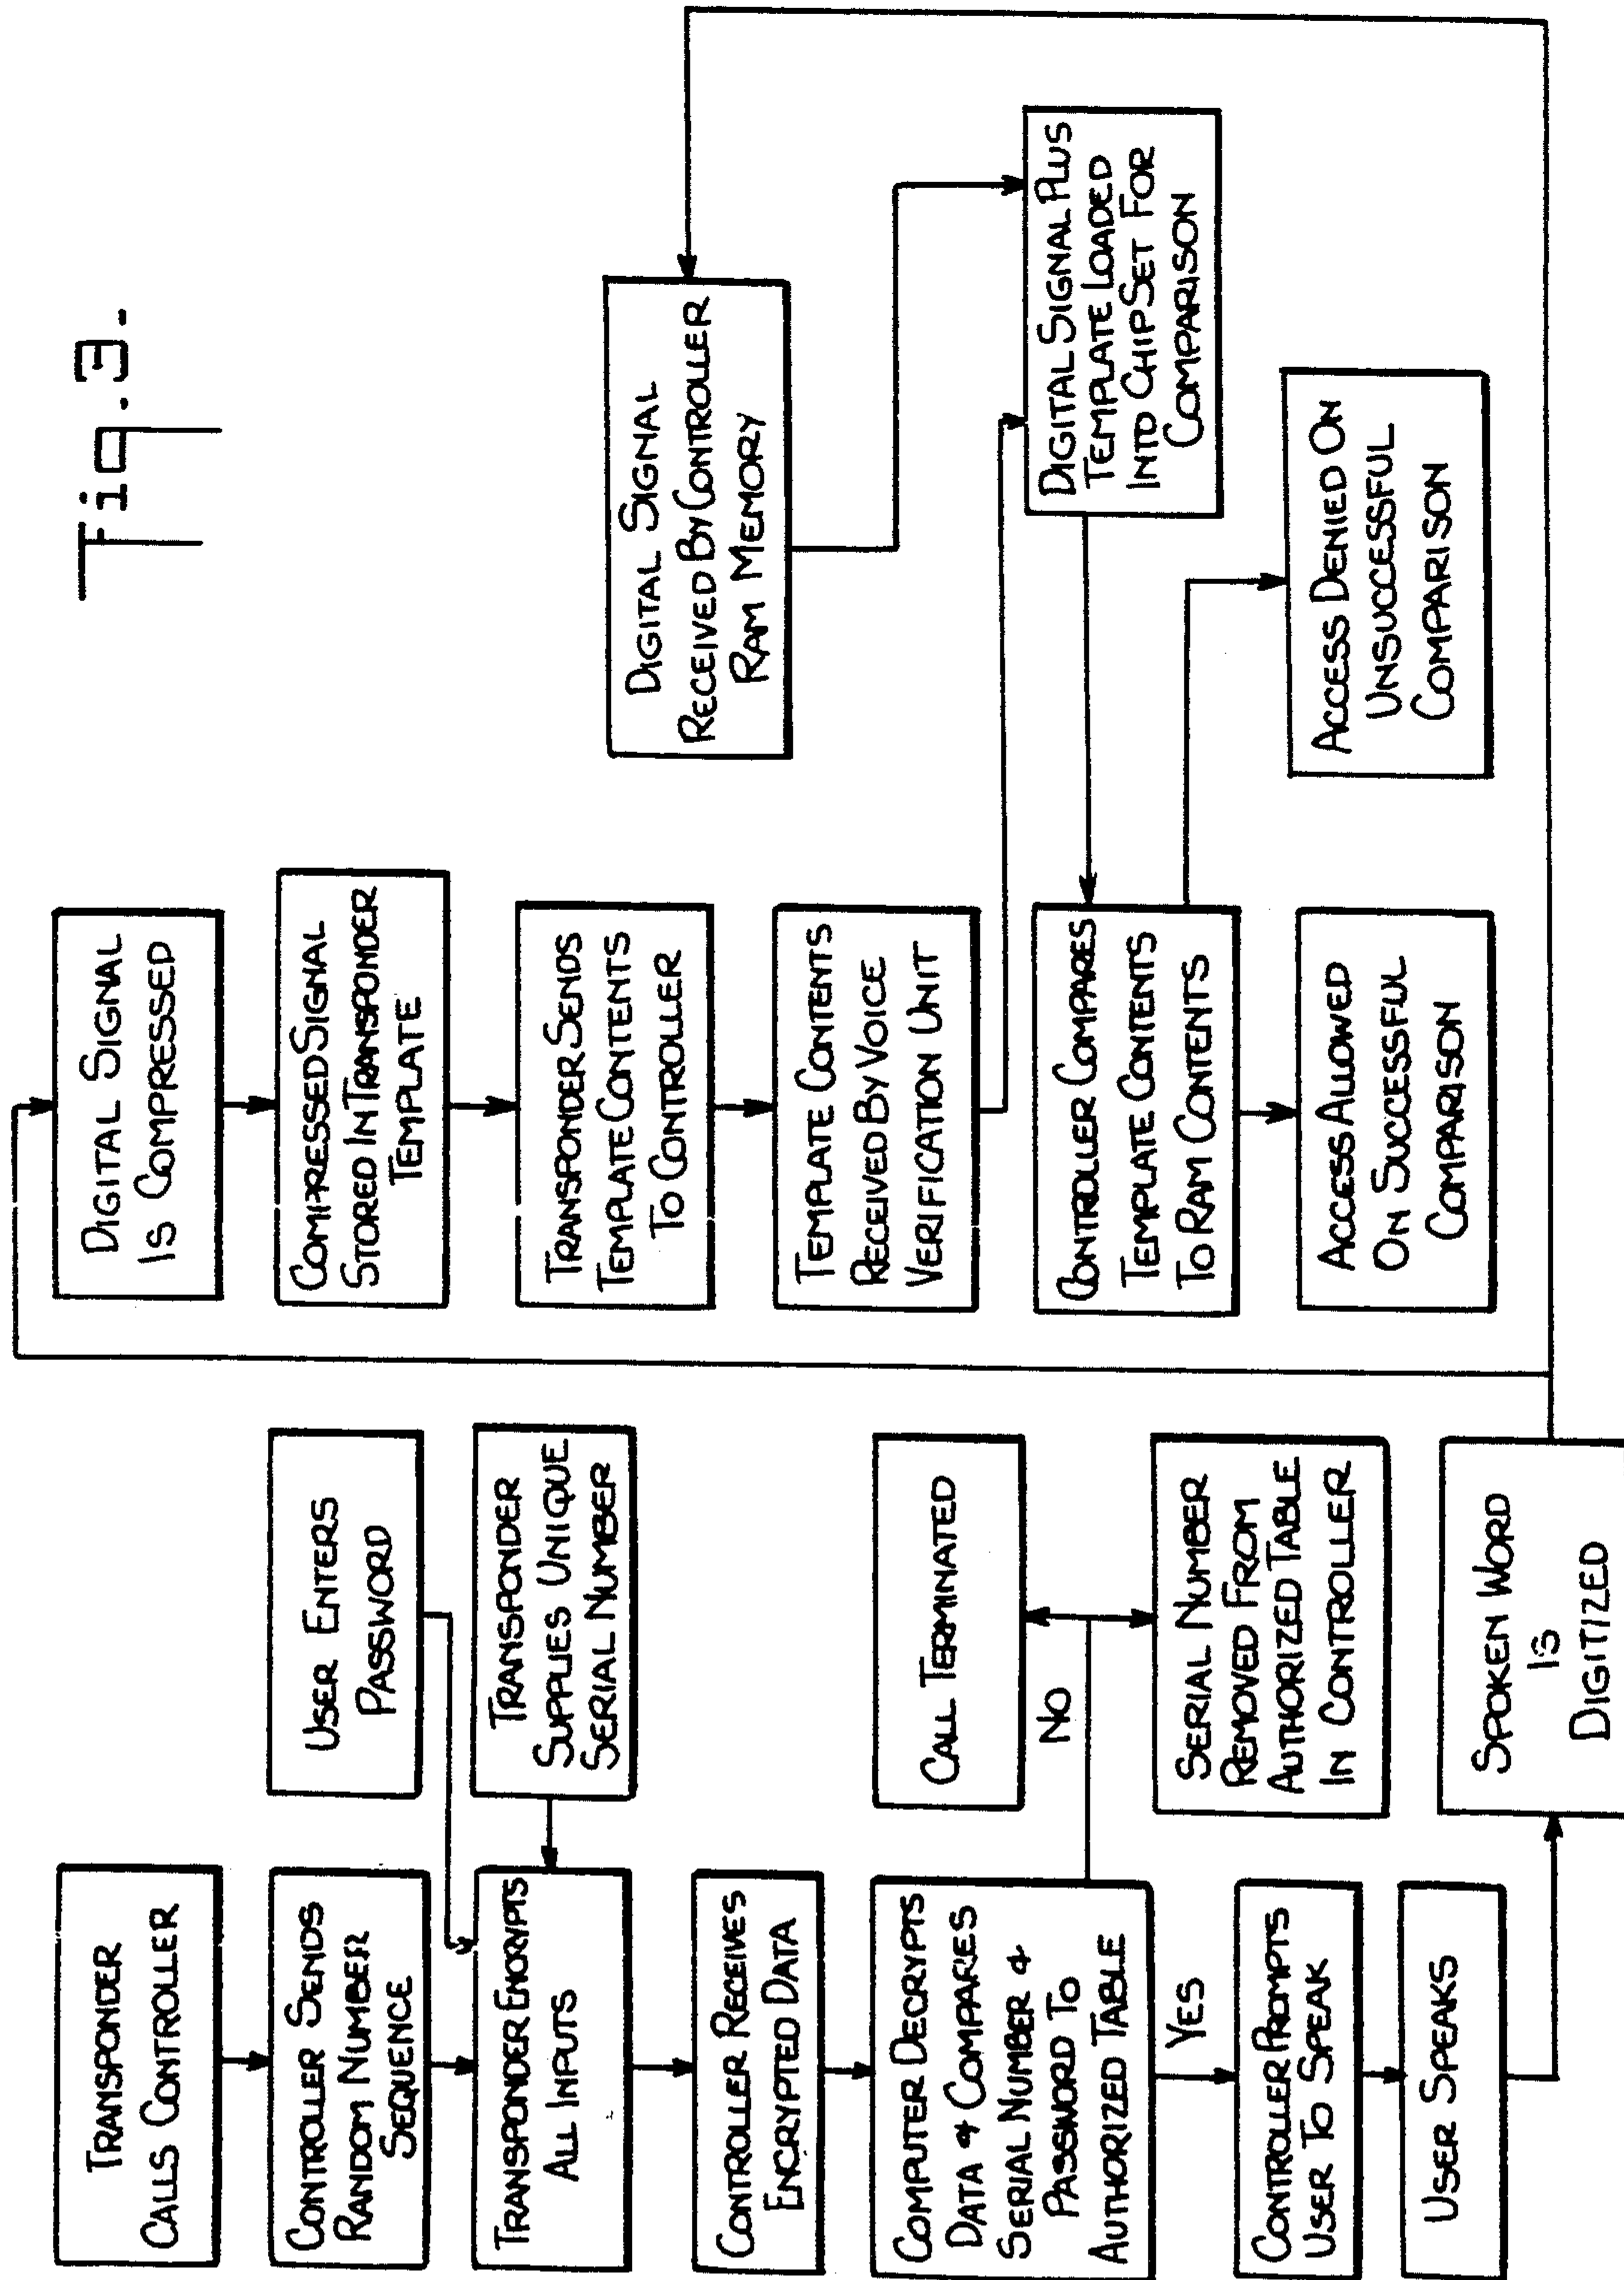 Fig.3.
TRANSPONDER
CALLS CONTROLLER
CONTROLLER SENDS
RANDOM NUMBER
SEQUENCE
USER ENTERS
PASSWORD
TRANSPONDER
SUPPLIES UNIQUE
SERIAL NUMBER
TRANSPONDER ENCRYPTS
ALL INPUTS
CONTROLLER RECEIVES
ENCRYPTED DATA
COMPUTER DECRYPTS
DATA & COMPARES
SERIAL NUMBER &
PASSWORD TO
AUTHORIZED TABLE
NO
CALL TERMINATED
SERIAL NUMBER
REMOVED FROM
AUTHORIZED TABLE
IN CONTROLLER
YES
CONTROLLER PROMPTS
USER TO SPEAK
USER SPEAKS
SPOKEN WORD
IS
DIGITIZED
DIGITAL SIGNAL
IS COMPRESSED
COMPRESSED SIGNAL
STORED IN TRANSPONDER
TEMPLATE
TRANSPONDER SENDS
TEMPLATE CONTENTS
TO CONTROLLER
TEMPLATE CONTENTS
RECEIVED BY VOICE
VERIFICATION UNIT
DIGITAL SIGNAL
RECEIVED BY CONTROLLER
RAM MEMORY
DIGITAL SIGNAL PLUS
TEMPLATE LOADED
INTO CHIP SET FOR
COMPARISON
CONTROLLER COMPARES
TEMPLATE CONTENTS
TO RAM CONTENTS
ACCESS ALLOWED
ON SUCCESSFUL
COMPARISON
ACCESS DENIED ON
UNSUCCESSFUL
COMPARISON